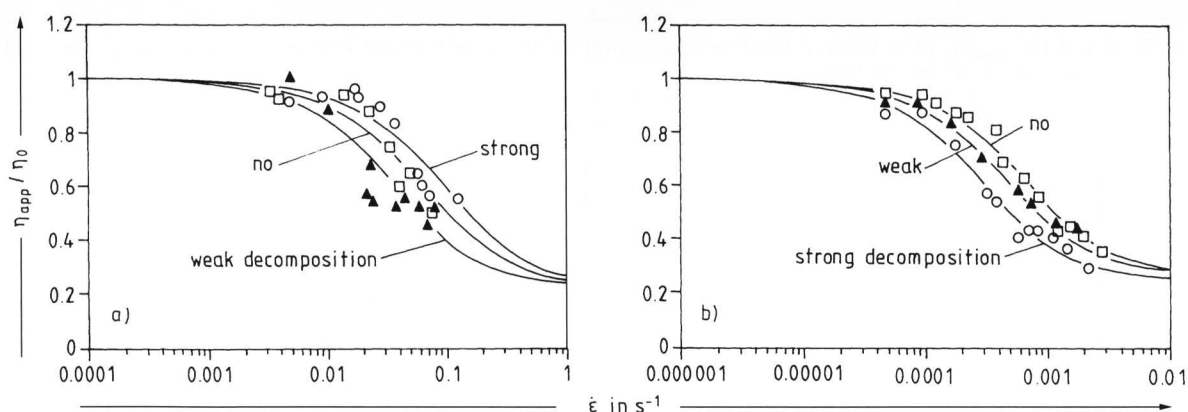 η_app / η_0
1.2
1
0.8
0.6
0.4
0.2
0
strong
no
weak decomposition
a)
0.0001
0.001
0.01
0.1
1
1.2
1
0.8
0.6
0.4
0.2
0
no
weak
strong decomposition
b)
0.000001
0.00001
0.0001
0.001
0.01
ε̇ in s⁻¹